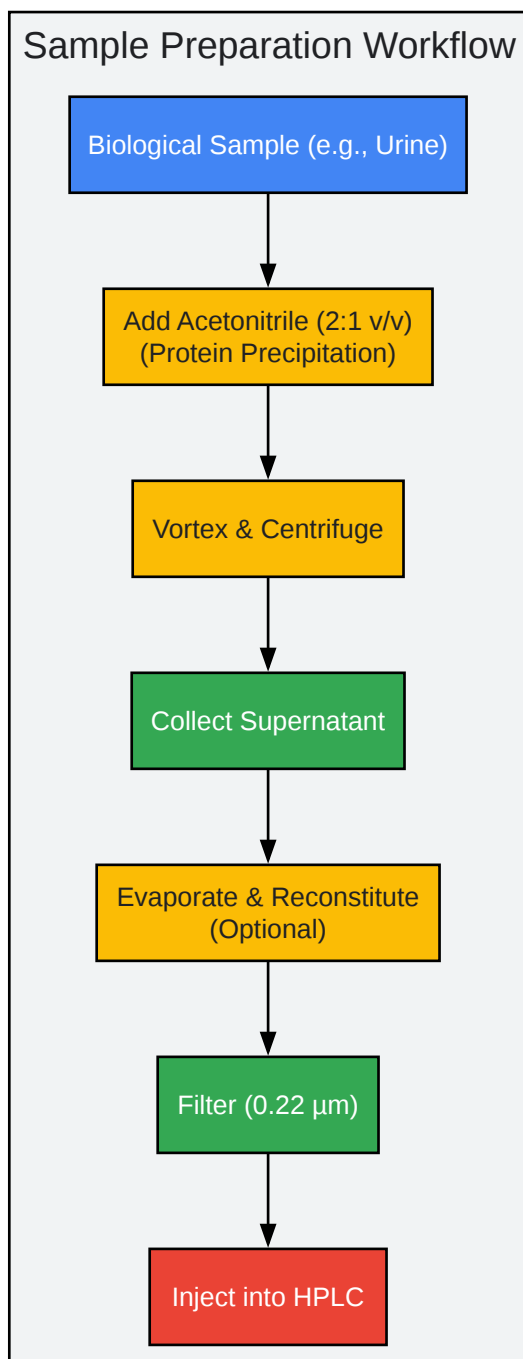 Sample Preparation Workflow
Biological Sample (e.g., Urine)
Add Acetonitrile (2:1 v/v)
(Protein Precipitation)
Vortex & Centrifuge
Collect Supernatant
Evaporate & Reconstitute
(Optional)
Filter (0.22 µm)
Inject into HPLC